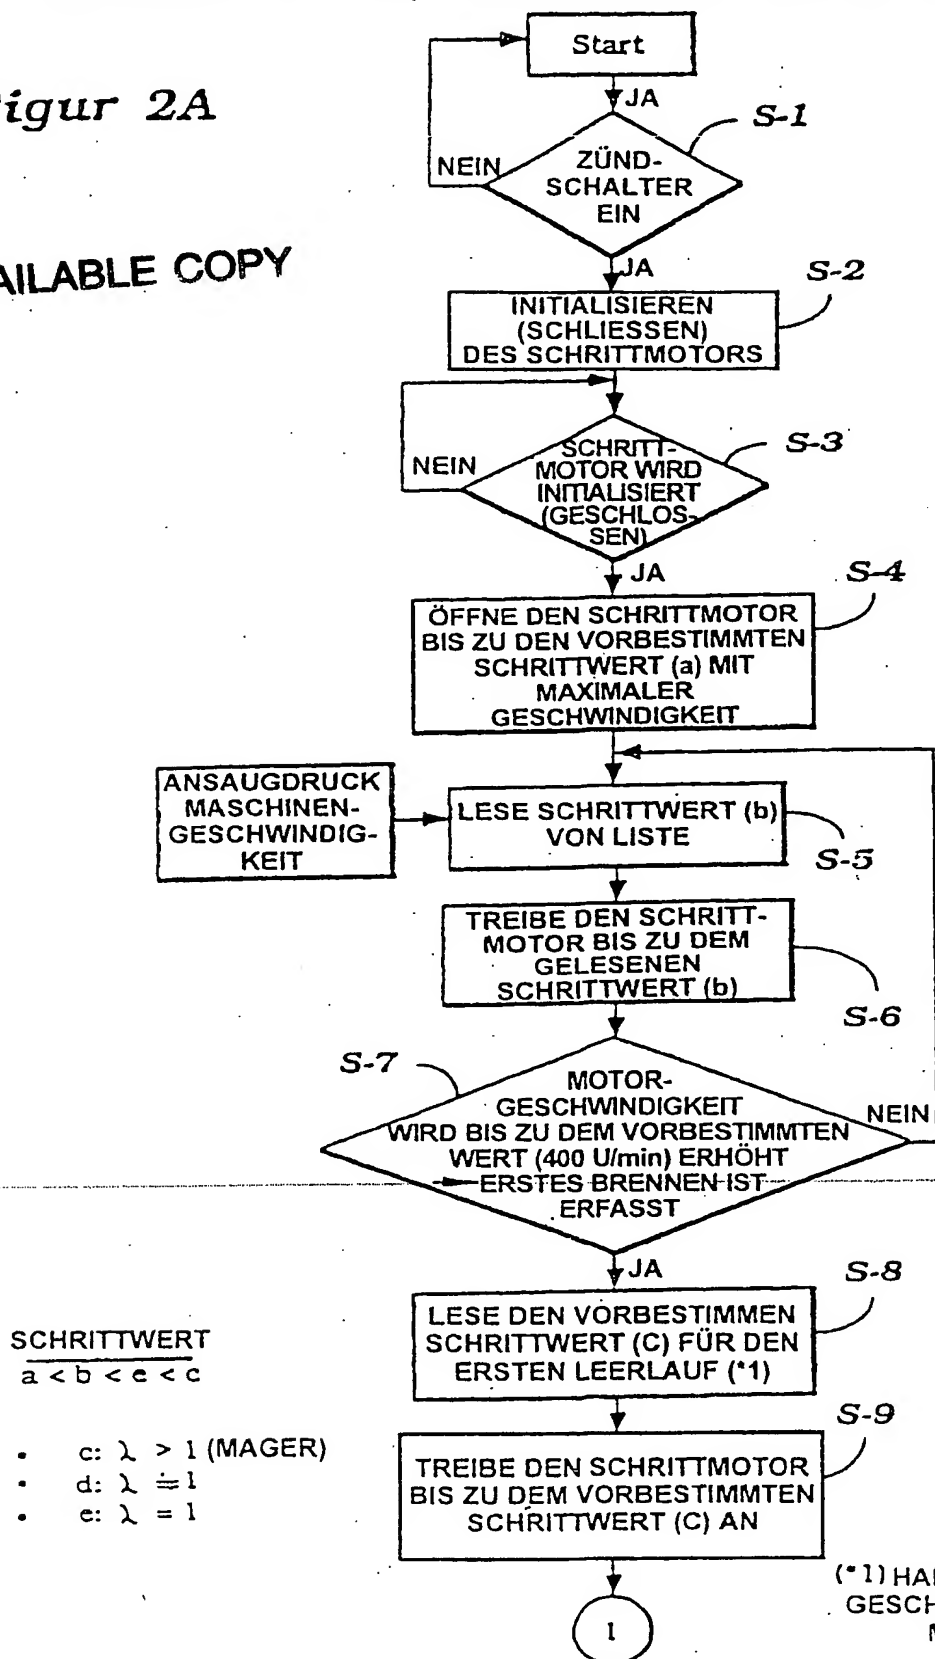 Start
igur 2A
JA
S-1
NEIN
ZÜND-
SCHALTER
EIN
AILABLE COPY
JA
S-2
INITIALISIEREN
(SCHLIESSEN)
DES SCHRITTMOTORS
S-3
NEIN
SCHRITT-
MOTOR WIRD
INITIALISIERT
(GESCHLOS-
SEN)
JA
S-4
ÖFFNE DEN SCHRITTMOTOR
BIS ZU DEN VORBESTIMMTEN
SCHRITTWERT (a) MIT
MAXIMALER
GESCHWINDIGKEIT
ANSAUGDRUCK
MASCHINEN-
GESCHWINDIG-
KEIT
LESE SCHRITTWERT (b)
VON LISTE
S-5
TREIBE DEN SCHRITT-
MOTOR BIS ZU DEM
GELESENEN
SCHRITTWERT (b)
S-6
S-7
MOTOR-
GESCHWINDIGKEIT
WIRD BIS ZU DEM VORBESTIMMTEN
WERT (400 U/min) ERHÖHT
ERSTES BRENNEN IST
ERFASST
NEIN
JA
S-8
LESE DEN VORBESTIMMEN
SCHRITTWERT (C) FÜR DEN
ERSTEN LEERLAUF (*1)
SCHRITTWERT
a < b < e < c
S-9
• c: λ > 1 (MAGER)
• d: λ ≒ 1
• e: λ = 1
TREIBE DEN SCHRITTMOTOR
BIS ZU DEM VORBESTIMMTEN
SCHRITTWERT (C) AN
(*1) HA
GESCH
1